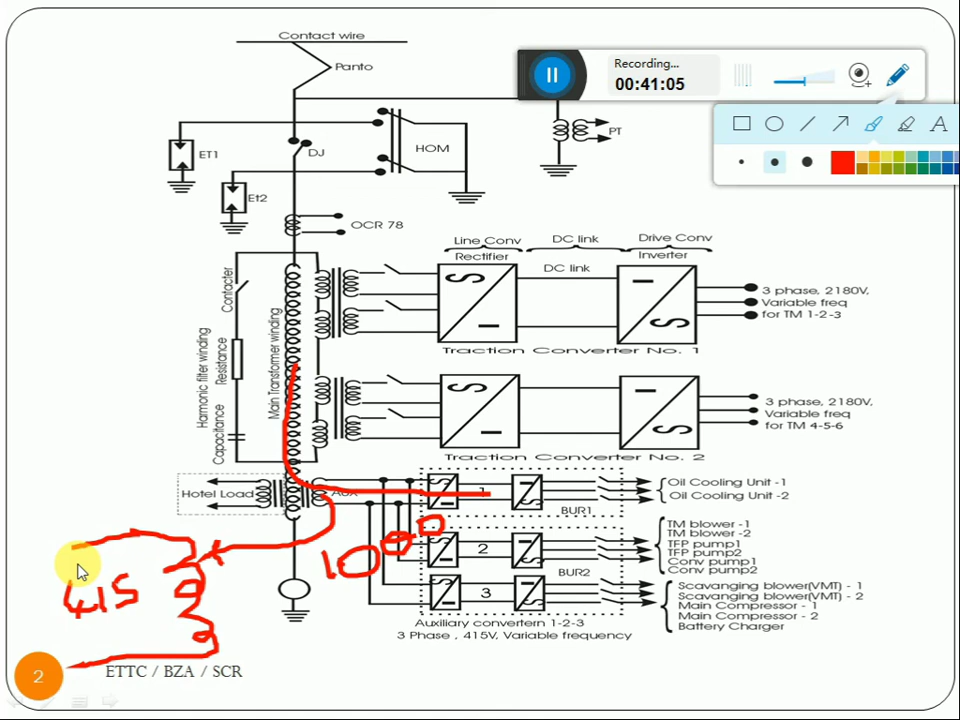 Contact wire
Panto
Recording...
00:41:05
A
PT
ET1
DJ
HOM
Et2
OCR 78
Line Conv
DC link
Drive Conv
Rectifier
Inverter
DC link
Contacter
S
S
3 phase, 2180V,
Variable freq
for TM 1-2-3
Traction Converter No. 1
Harmonic filter winding
Resistance
Main Transformer winding
Capacitance
S
S
3 phase, 2180V,
Variable freq
for TM 4-5-6
Traction Converter No. 2
Hotel Load
Aux
1
BUR1
Oil Cooling Unit -1
Oil Cooling Unit -2
1000
2
BUR2
TM blower -1
TM blower -2
TFP pump1
TFP pump2
Conv pump1
Conv pump2
415
3
Scavanging blower(VMT) - 1
Scavanging blower(VMT) - 2
Main Compressor - 1
Main Compressor - 2
Battery Charger
Auxiliary convertern 1-2-3
3 Phase , 415V, Variable frequency
2
ETTC / BZA / SCR